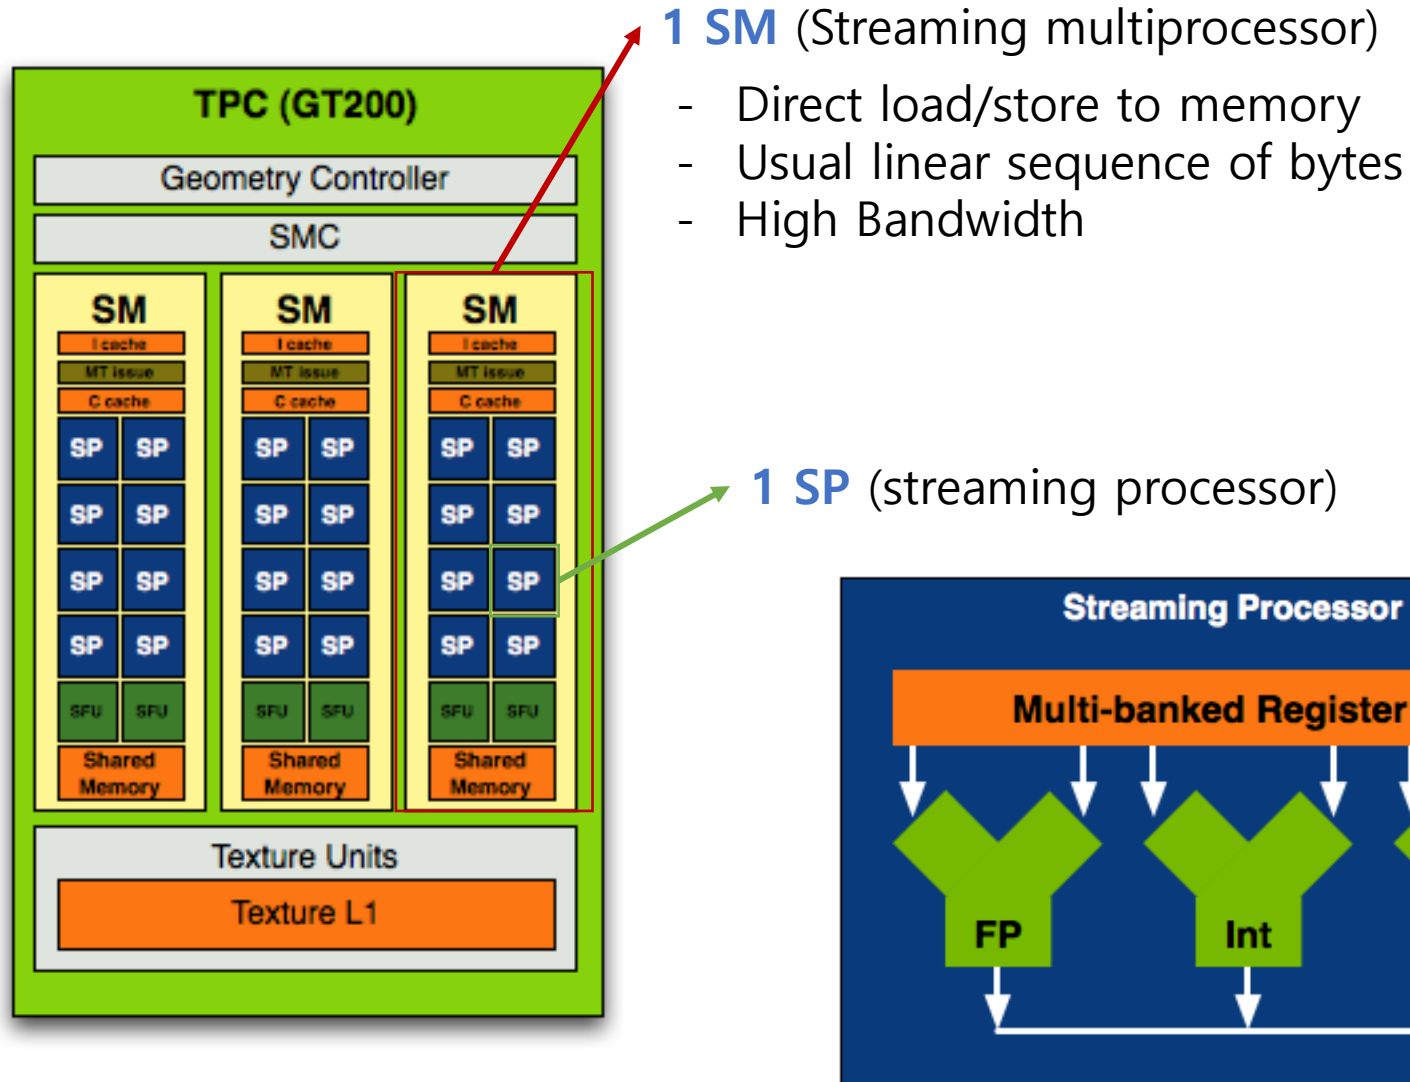 1 SM (Streaming multiprocessor)
- Direct load/store to memory
- Usual linear sequence of bytes
- High Bandwidth
TPC (GT200)
Geometry Controller
SMC
SM SM SM
I cache I cache I cache
MT issue MT issue MT issue
C cache C cache C cache
SP SP SP SP SP SP
SP SP SP SP SP SP
SP SP SP SP SP SP
SP SP SP SP SP SP
SFU SFU SFU SFU SFU SFU
Shared Shared Shared
Memory Memory Memory
Texture Units
Texture L1
1 SP (streaming processor)
Streaming Processor
Multi-banked Register
FP Int